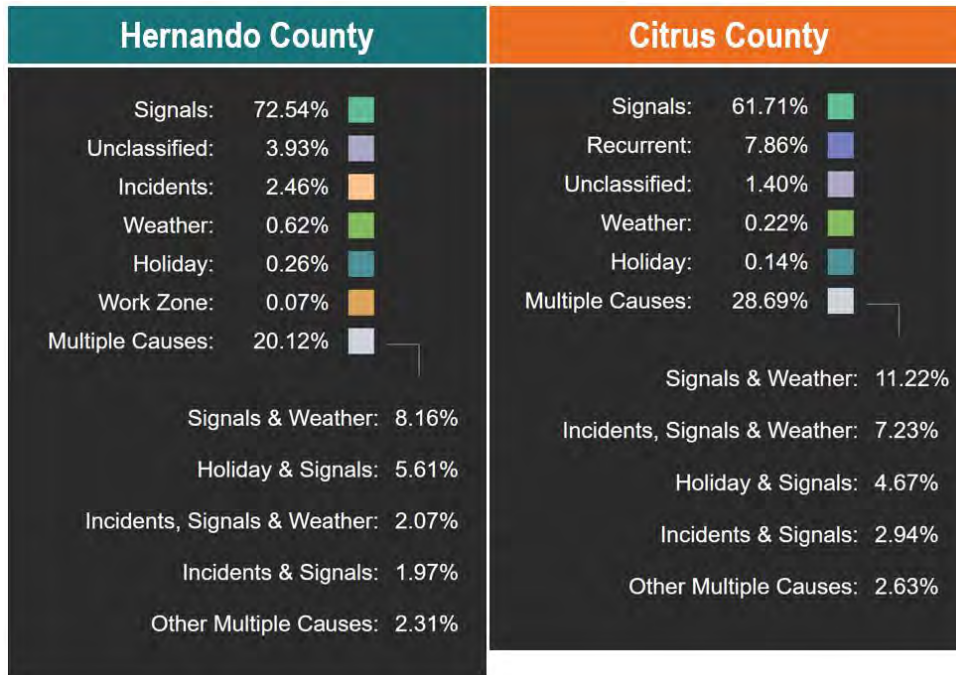 Hernando County
Signals: 72.54%
Unclassified: 3.93%
Incidents: 2.46%
Weather: 0.62%
Holiday: 0.26%
Work Zone: 0.07%
Multiple Causes: 20.12%
Signals & Weather: 8.16%
Holiday & Signals: 5.61%
Incidents, Signals & Weather: 2.07%
Incidents & Signals: 1.97%
Other Multiple Causes: 2.31%
Citrus County
Signals: 61.71%
Recurrent: 7.86%
Unclassified: 1.40%
Weather: 0.22%
Holiday: 0.14%
Multiple Causes: 28.69%
Signals & Weather: 11.22%
Incidents, Signals & Weather: 7.23%
Holiday & Signals: 4.67%
Incidents & Signals: 2.94%
Other Multiple Causes: 2.63%